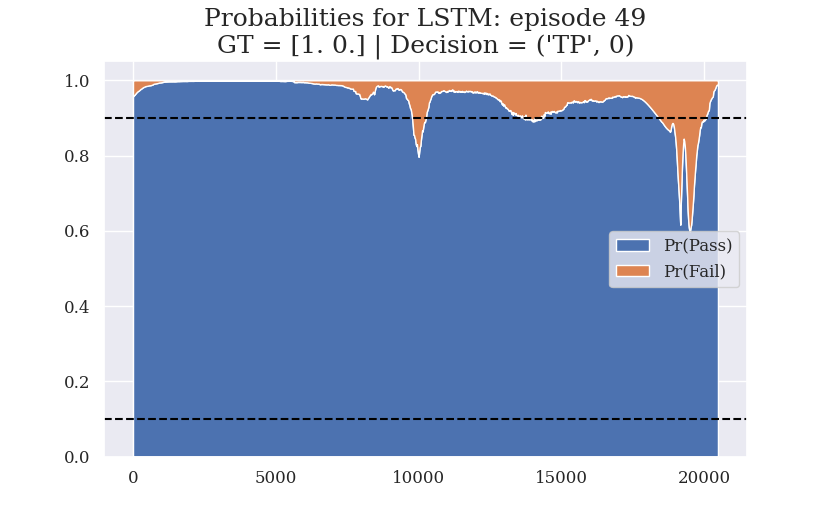 Probabilities for LSTM: episode 49
GT = [1. 0.] | Decision = ('TP', 0)
1.0
0.8
0.6
0.4
0.2
0.0
Pr(Pass)
Pr(Fail)
0
5000
10000
15000
20000